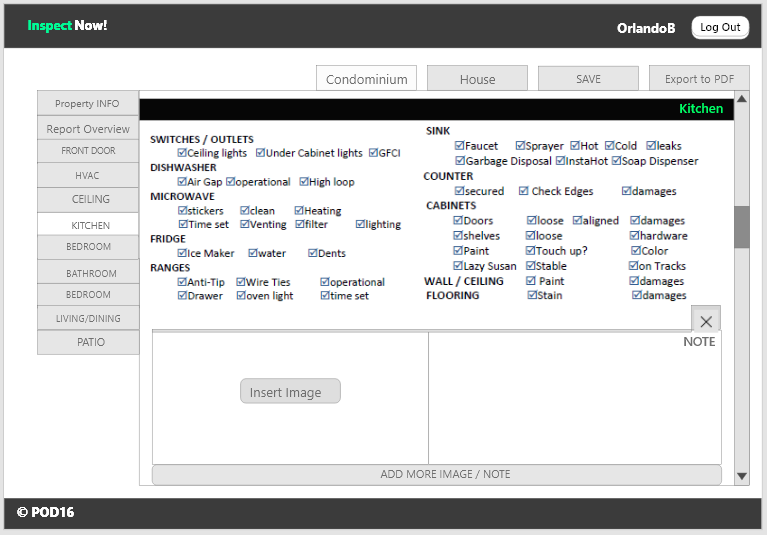 Inspect Now!
OrlandoB
Log Out
Condominium
House
SAVE
Export to PDF
Property INFO
Report Overview
FRONT DOOR
HVAC
CEILING
KITCHEN
BEDROOM
BATHROOM
BEDROOM
LIVING/DINING
PATIO
Kitchen
SWITCHES / OUTLETS
Ceiling lights Under Cabinet lights GFCI
DISHWASHER
Air Gap operational High loop
MICROWAVE
stickers clean Heating
Time set Venting filter lighting
FRIDGE
Ice Maker water Dents
RANGES
Anti-Tip Wire Ties operational
Drawer oven light time set
SINK
Faucet Sprayer Hot Cold leaks
Garbage Disposal InstaHot Soap Dispenser
COUNTER
secured Check Edges damages
CABINETS
Doors loose aligned damages
shelves loose hardware
Paint Touch up? Color
Lazy Susan Stable on Tracks
WALL / CEILING Paint damages
FLOORING Stain damages
Insert Image
NOTE
ADD MORE IMAGE / NOTE
© POD16